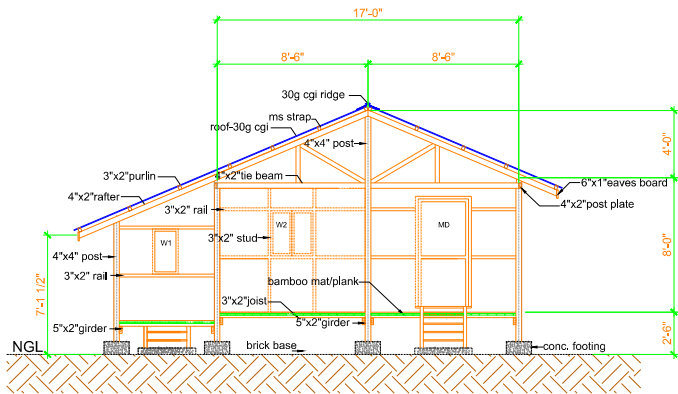 17'-0"
8'-6"
8'-6"
30g cgi ridge
ms strap
roof-30g cgi
4"x4" post
4'-0"
3"x2"purlin
4"x2"tie beam
6"x1"eaves board
4"x2"rafter
4"x2"post plate
3"x2" rail
W1
3"x2" stud
W2
MD
8'-0"
4"x4" post
3"x2" rail
bamboo mat/plank
7'-1 1/2"
3"x2"joist
5"x2"girder
5"x2"girder
2'-6"
NGL
brick base
conc. footing